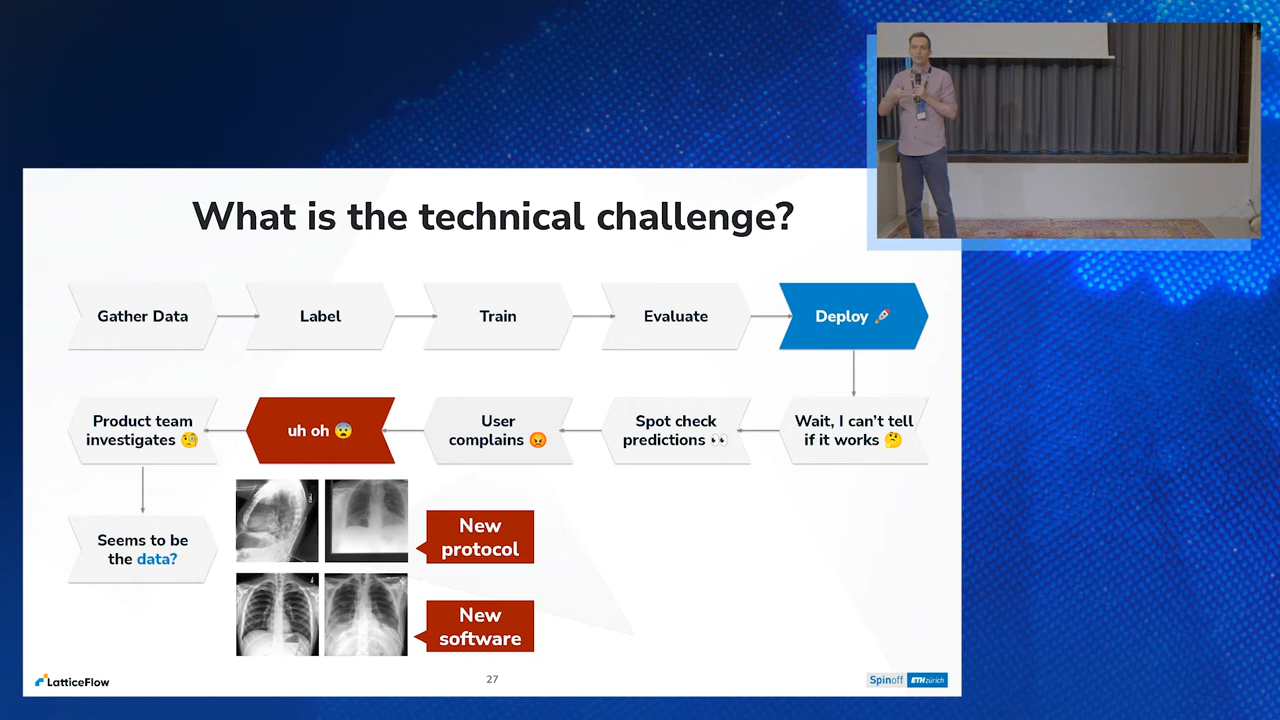 What is the technical challenge?
Gather Data
Label
Train
Evaluate
Deploy 🚀
Product team
investigates 🧐
uh oh 😨
User
complains 😡
Spot check
predictions 👀
Wait, I can't tell
if it works 🤔
Seems to be
the data?
New
protocol
New
software
LatticeFlow
27
Spinoff ETH zürich